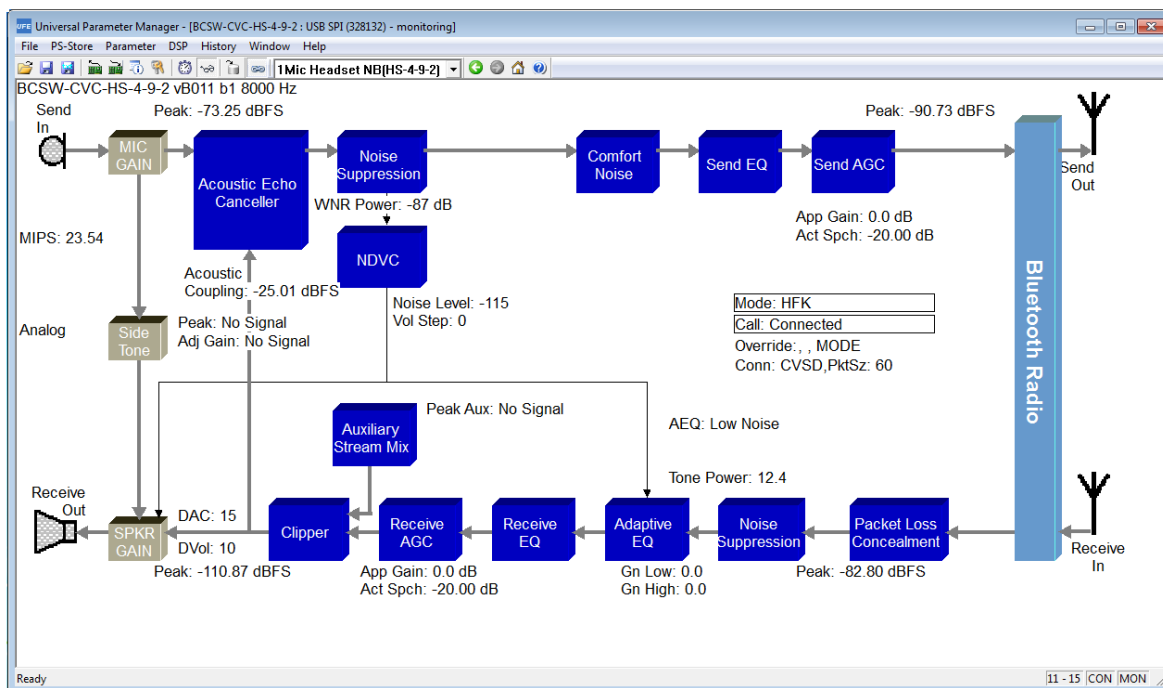 UFE
Universal Parameter Manager - [BCSW-CVC-HS-4-9-2 : USB SPI (328132) - monitoring]
File PS-Store Parameter DSP History Window Help
1Mic Headset NB(HS-4-9-2)
BCSW-CVC-HS-4-9-2 vB011 b1 8000 Hz
Send
In
Peak: -73.25 dBFS
Peak: -90.73 dBFS
MIC
GAIN
Acoustic Echo
Canceller
Noise
Suppression
Comfort
Noise
Send EQ
Send AGC
Send
Out
WNR Power: -87 dB
App Gain: 0.0 dB
Act Spch: -20.00 dB
MIPS: 23.54
NDVC
Acoustic
Coupling: -25.01 dBFS
Noise Level: -115
Vol Step: 0
Bluetooth Radio
Mode: HFK
Call: Connected
Override: , , MODE
Conn: CVSD,PktSz: 60
Analog
Side
Tone
Peak: No Signal
Adj Gain: No Signal
Peak Aux: No Signal
Auxiliary
Stream Mix
AEQ: Low Noise
Tone Power: 12.4
Receive
Out
DAC: 15
SPKR
GAIN
DVol: 10
Clipper
Receive
AGC
Receive
EQ
Adaptive
EQ
Noise
Suppression
Packet Loss
Concealment
Receive
In
Peak: -110.87 dBFS
App Gain: 0.0 dB
Act Spch: -20.00 dB
Gn Low: 0.0
Gn High: 0.0
Peak: -82.80 dBFS
Ready
11 - 15 CON MON